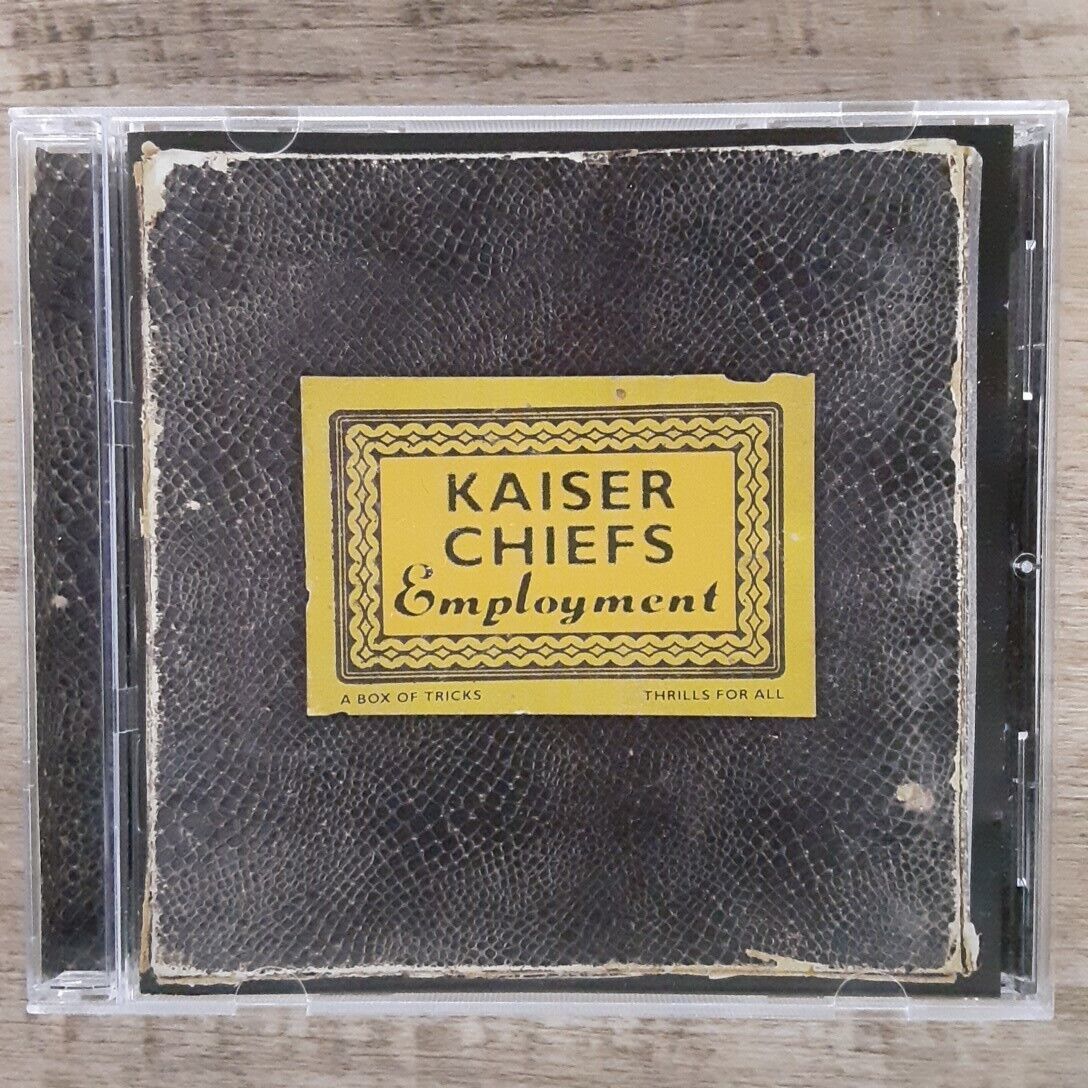 KAISER
CHIEFS
Employment
A BOX OF TRICKS THRILLS FOR ALL